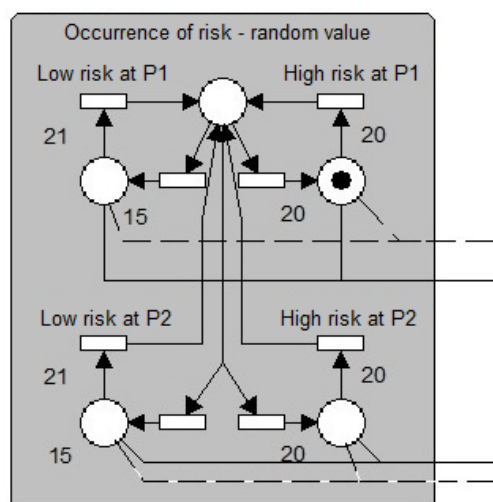 Occurrence of risk - random value
Low risk at P1 High risk at P1
21 20
15 20
Low risk at P2 High risk at P2
21 20
15 20